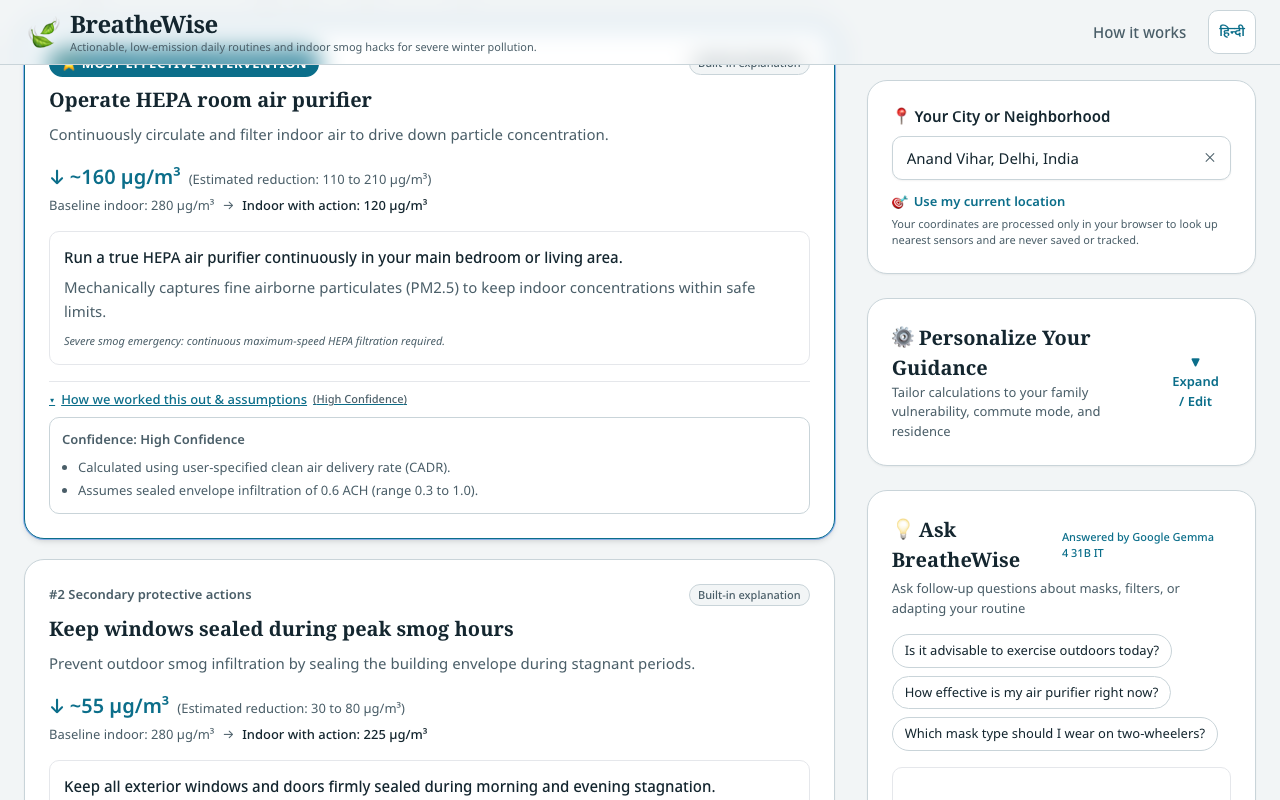 BreatheWise
Actionable, low-emission daily routines and indoor smog hacks for severe winter pollution.
How it works
हिन्दी
MOST EFFECTIVE INTERVENTION
Built-in explanation
Operate HEPA room air purifier
Continuously circulate and filter indoor air to drive down particle concentration.
↓ ~160 µg/m³ (Estimated reduction: 110 to 210 µg/m³)
Baseline indoor: 280 µg/m³ → Indoor with action: 120 µg/m³
Run a true HEPA air purifier continuously in your main bedroom or living area.
Mechanically captures fine airborne particulates (PM2.5) to keep indoor concentrations within safe
limits.
Severe smog emergency: continuous maximum-speed HEPA filtration required.
▾ How we worked this out & assumptions (High Confidence)
Confidence: High Confidence
• Calculated using user-specified clean air delivery rate (CADR).
• Assumes sealed envelope infiltration of 0.6 ACH (range 0.3 to 1.0).
#2 Secondary protective actions
Built-in explanation
Keep windows sealed during peak smog hours
Prevent outdoor smog infiltration by sealing the building envelope during stagnant periods.
↓ ~55 µg/m³ (Estimated reduction: 30 to 80 µg/m³)
Baseline indoor: 280 µg/m³ → Indoor with action: 225 µg/m³
Keep all exterior windows and doors firmly sealed during morning and evening stagnation.
📍 Your City or Neighborhood
Anand Vihar, Delhi, India ×
🎯 Use my current location
Your coordinates are processed only in your browser to look up
nearest sensors and are never saved or tracked.
⚙️ Personalize Your
Guidance
Tailor calculations to your family
vulnerability, commute mode, and
residence
▼
Expand
/ Edit
💡 Ask
BreatheWise
Answered by Google Gemma
4 31B IT
Ask follow-up questions about masks, filters, or
adapting your routine
Is it advisable to exercise outdoors today?
How effective is my air purifier right now?
Which mask type should I wear on two-wheelers?